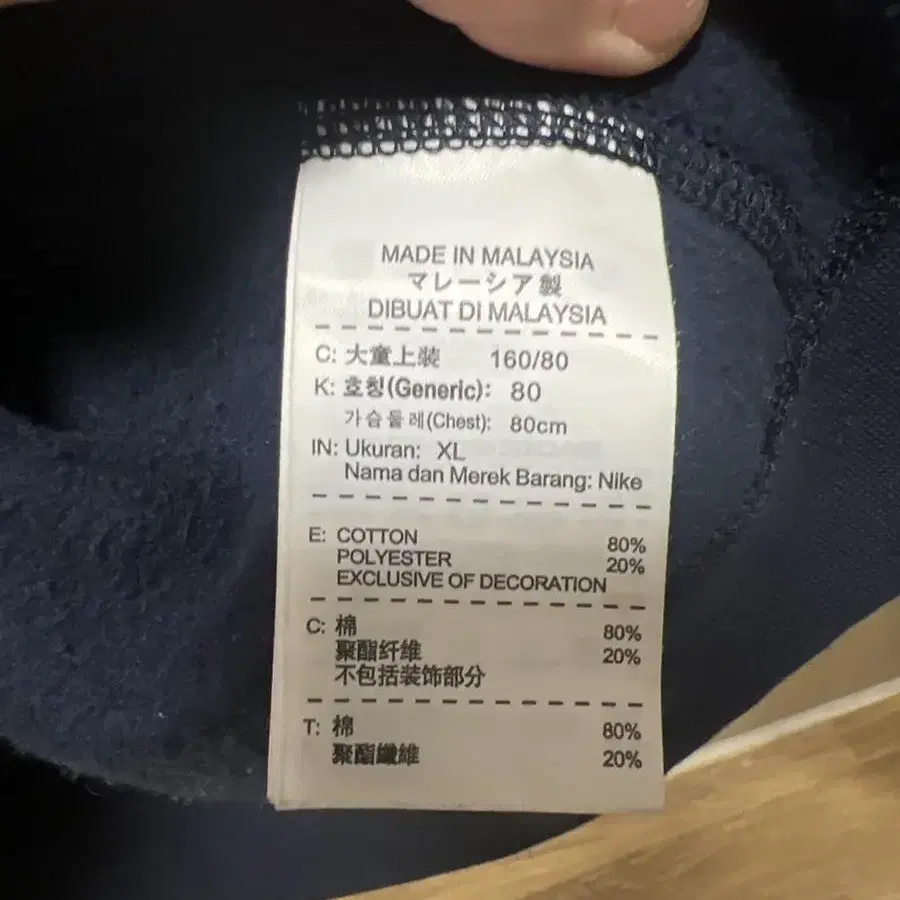 MADE IN MALAYSIA
マレーシア製
DIBUAT DI MALAYSIA
C: 大童上装 160/80
K: 호칭(Generic): 80
가슴둘레(Chest): 80cm
IN: Ukuran: XL
Nama dan Merek Barang: Nike
E: COTTON 80%
POLYESTER 20%
EXCLUSIVE OF DECORATION
C: 棉 80%
聚酯纤维 20%
不包括装饰部分
T: 棉 80%
聚酯纖維 20%